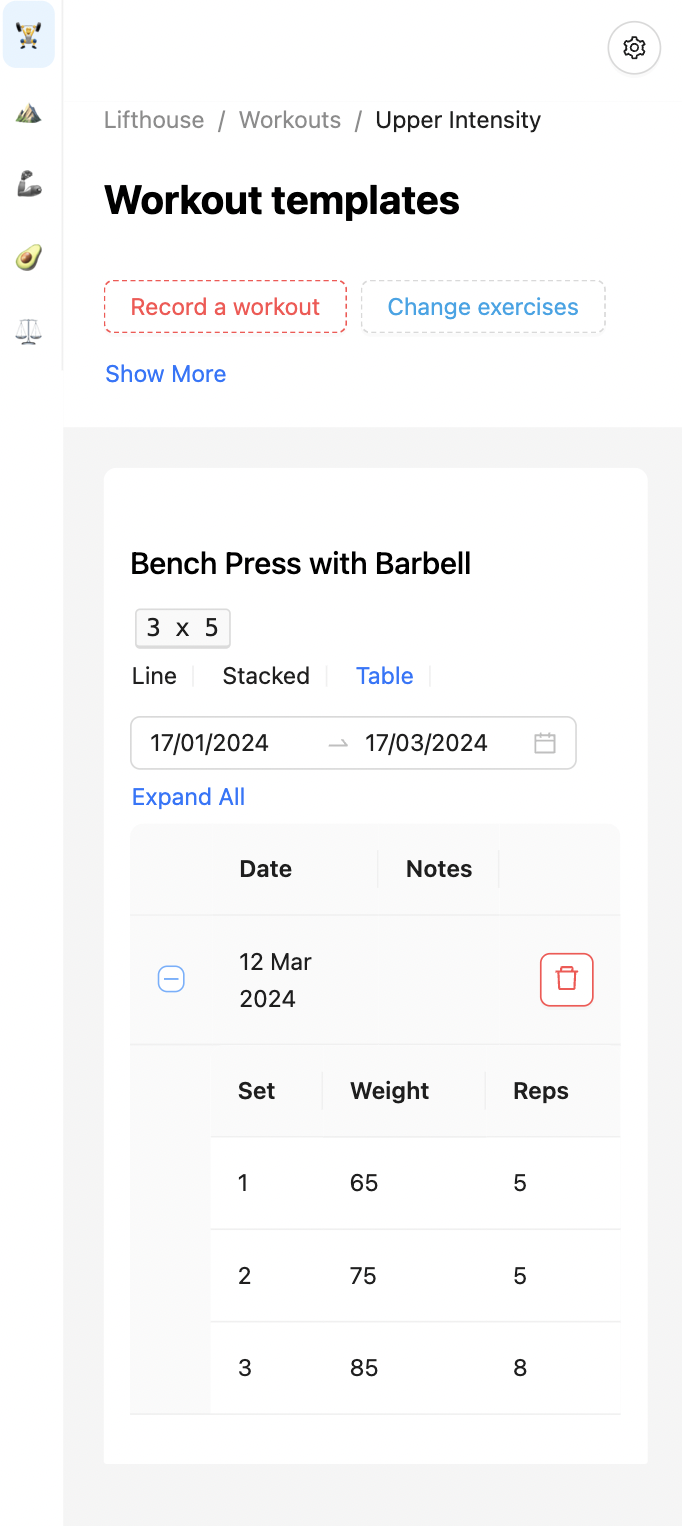 Lifthouse / Workouts / Upper Intensity
Workout templates
Record a workout Change exercises
Show More
Bench Press with Barbell
3 x 5
Line Stacked Table
17/01/2024 → 17/03/2024
Expand All
Date Notes
12 Mar
2024
Set Weight Reps
1 65 5
2 75 5
3 85 8